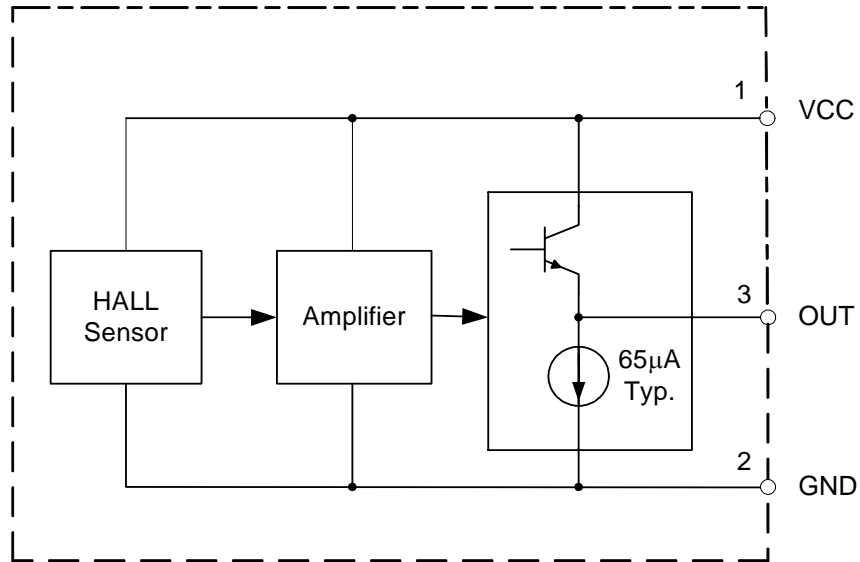 1
VCC
HALL
Sensor
Amplifier
3
OUT
65μA
Typ.
2
GND